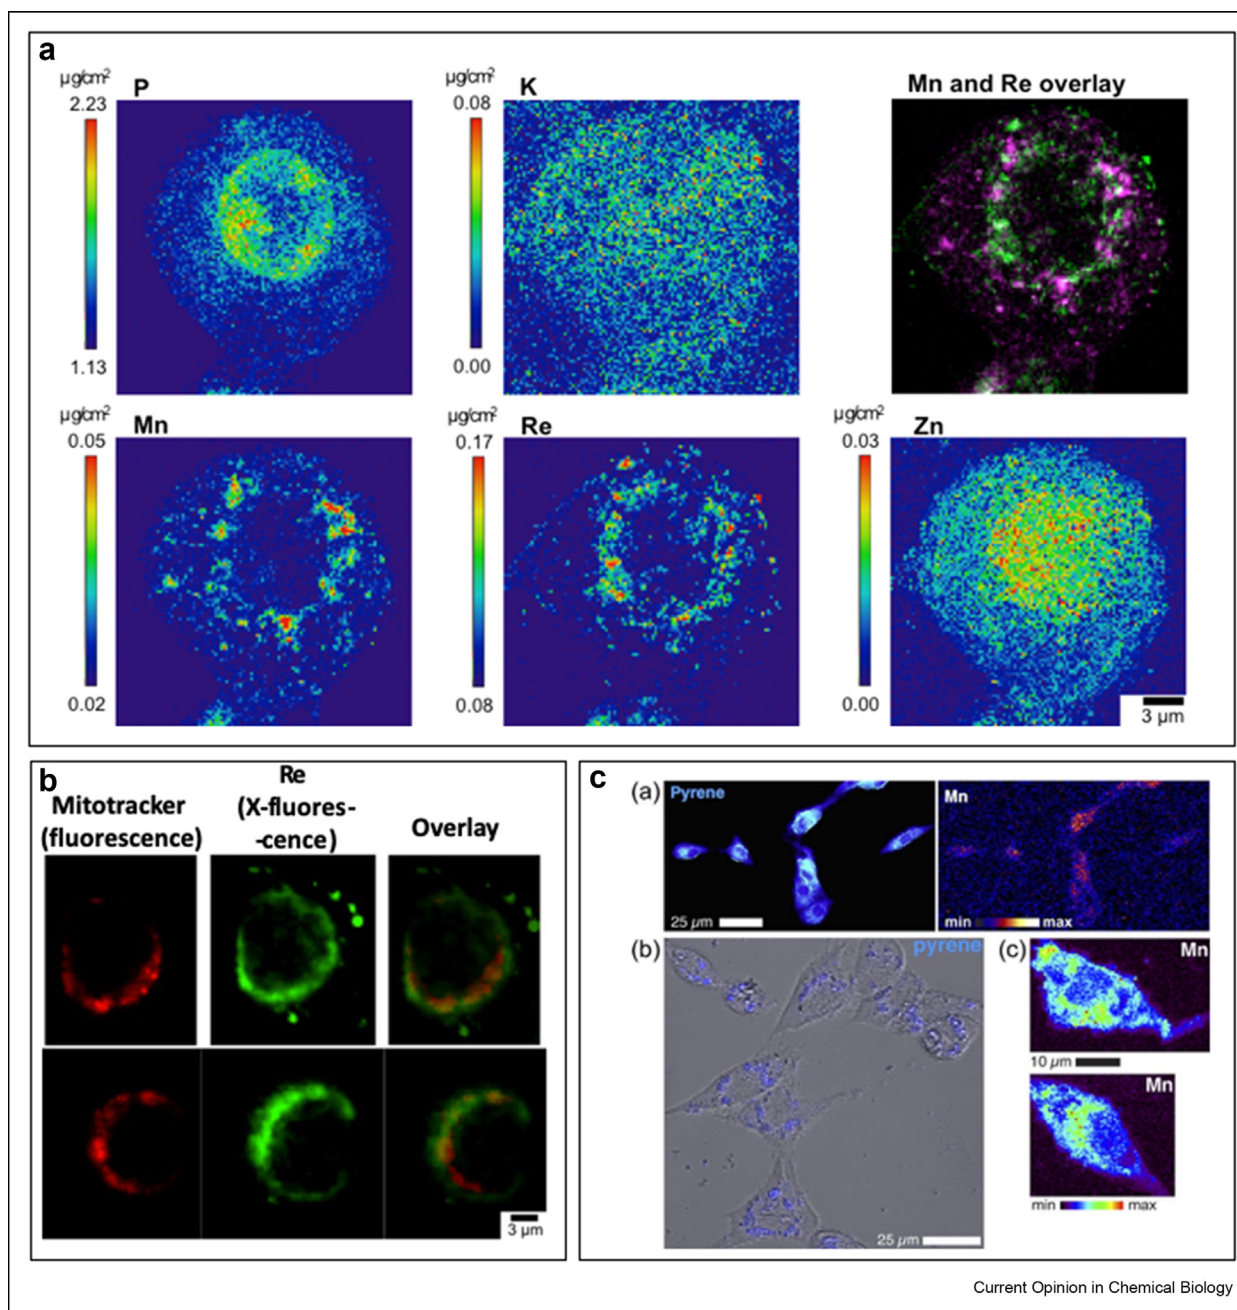 a
µg/cm²
P
2.23
1.13
µg/cm²
K
0.08
0.00
Mn and Re overlay
µg/cm²
Mn
0.05
0.02
µg/cm²
Re
0.17
0.08
µg/cm²
Zn
0.03
0.00
3 µm
b
Mitotracker
(fluorescence)
Re
(X-fluores-
-cence)
Overlay
3 µm
c
(a)
Pyrene
25 µm
Mn
min
max
(b)
pyrene
25 µm
(c)
Mn
10 µm
Mn
min
max
Current Opinion in Chemical Biology